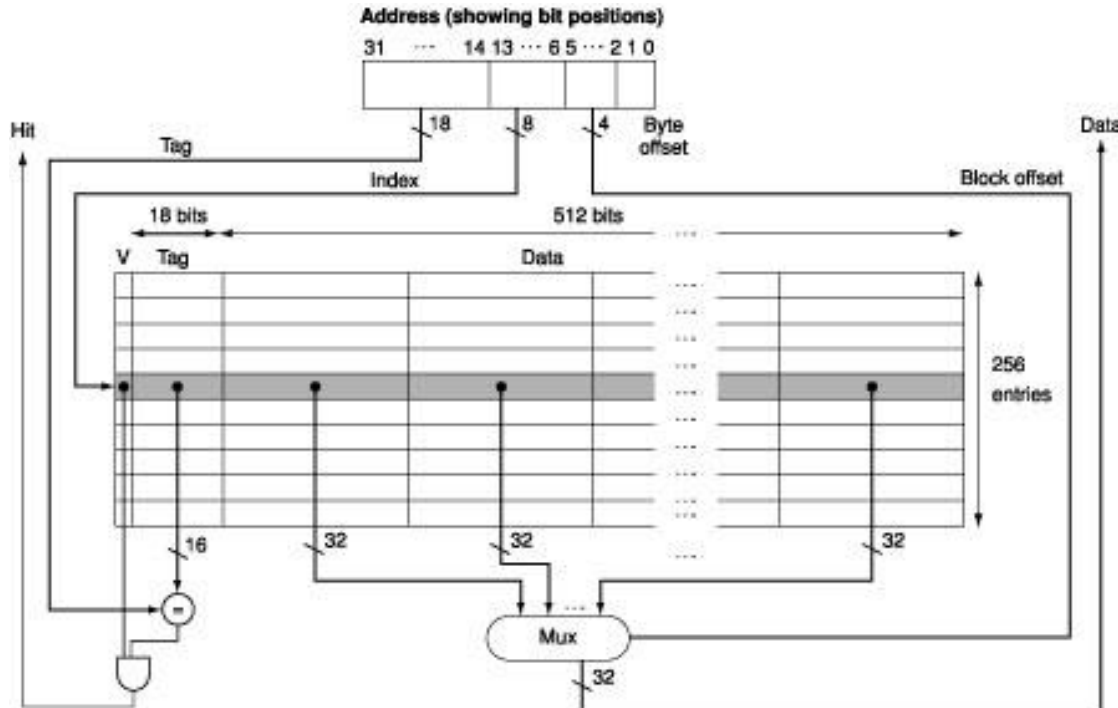 Address (showing bit positions)
31 ··· 14 13 ··· 6 5 ··· 2 1 0
18 8 4 Byte offset
Hit
Data
Tag
Index
Block offset
18 bits
512 bits
V Tag Data
256 entries
16 32 32 32
=
Mux
32